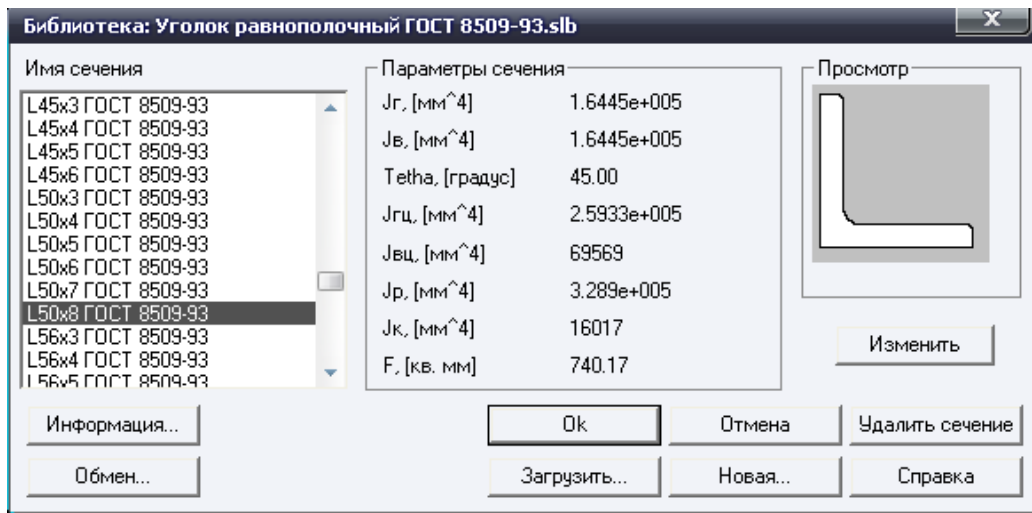 Библиотека: Уголок равнополочный ГОСТ 8509-93.slb
X
Имя сечения
L45x3 ГОСТ 8509-93
L45x4 ГОСТ 8509-93
L45x5 ГОСТ 8509-93
L45x6 ГОСТ 8509-93
L50x3 ГОСТ 8509-93
L50x4 ГОСТ 8509-93
L50x5 ГОСТ 8509-93
L50x6 ГОСТ 8509-93
L50x7 ГОСТ 8509-93
L50x8 ГОСТ 8509-93
L56x3 ГОСТ 8509-93
L56x4 ГОСТ 8509-93
L56x5 ГОСТ 8509-93
Параметры сечения
Jг, [мм^4] 1.6445e+005
Jв, [мм^4] 1.6445e+005
Tetha, [градус] 45.00
Jгц, [мм^4] 2.5933e+005
Jвц, [мм^4] 69569
Jp, [мм^4] 3.289e+005
Jк, [мм^4] 16017
F, [кв. мм] 740.17
Просмотр
Изменить
Информация... Ok Отмена Удалить сечение
Обмен... Загрузить... Новая... Справка